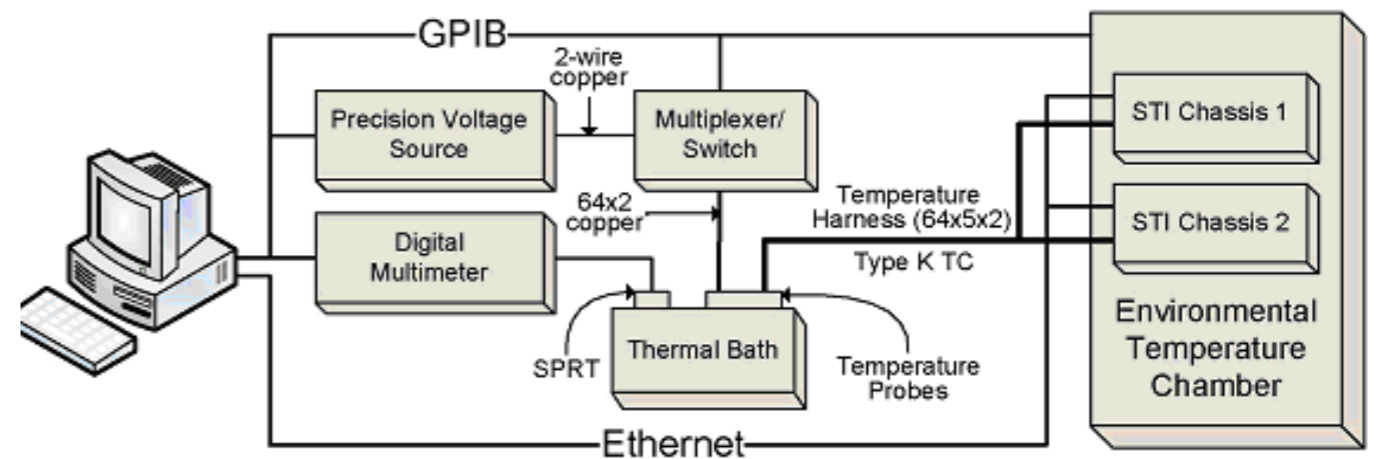 GPIB
2-wire
copper
Precision Voltage
Source
Multiplexer/
Switch
STI Chassis 1
64x2
copper
Temperature
Harness (64x5x2)
Type K TC
STI Chassis 2
Digital
Multimeter
SPRT
Thermal Bath
Temperature
Probes
Environmental
Temperature
Chamber
Ethernet